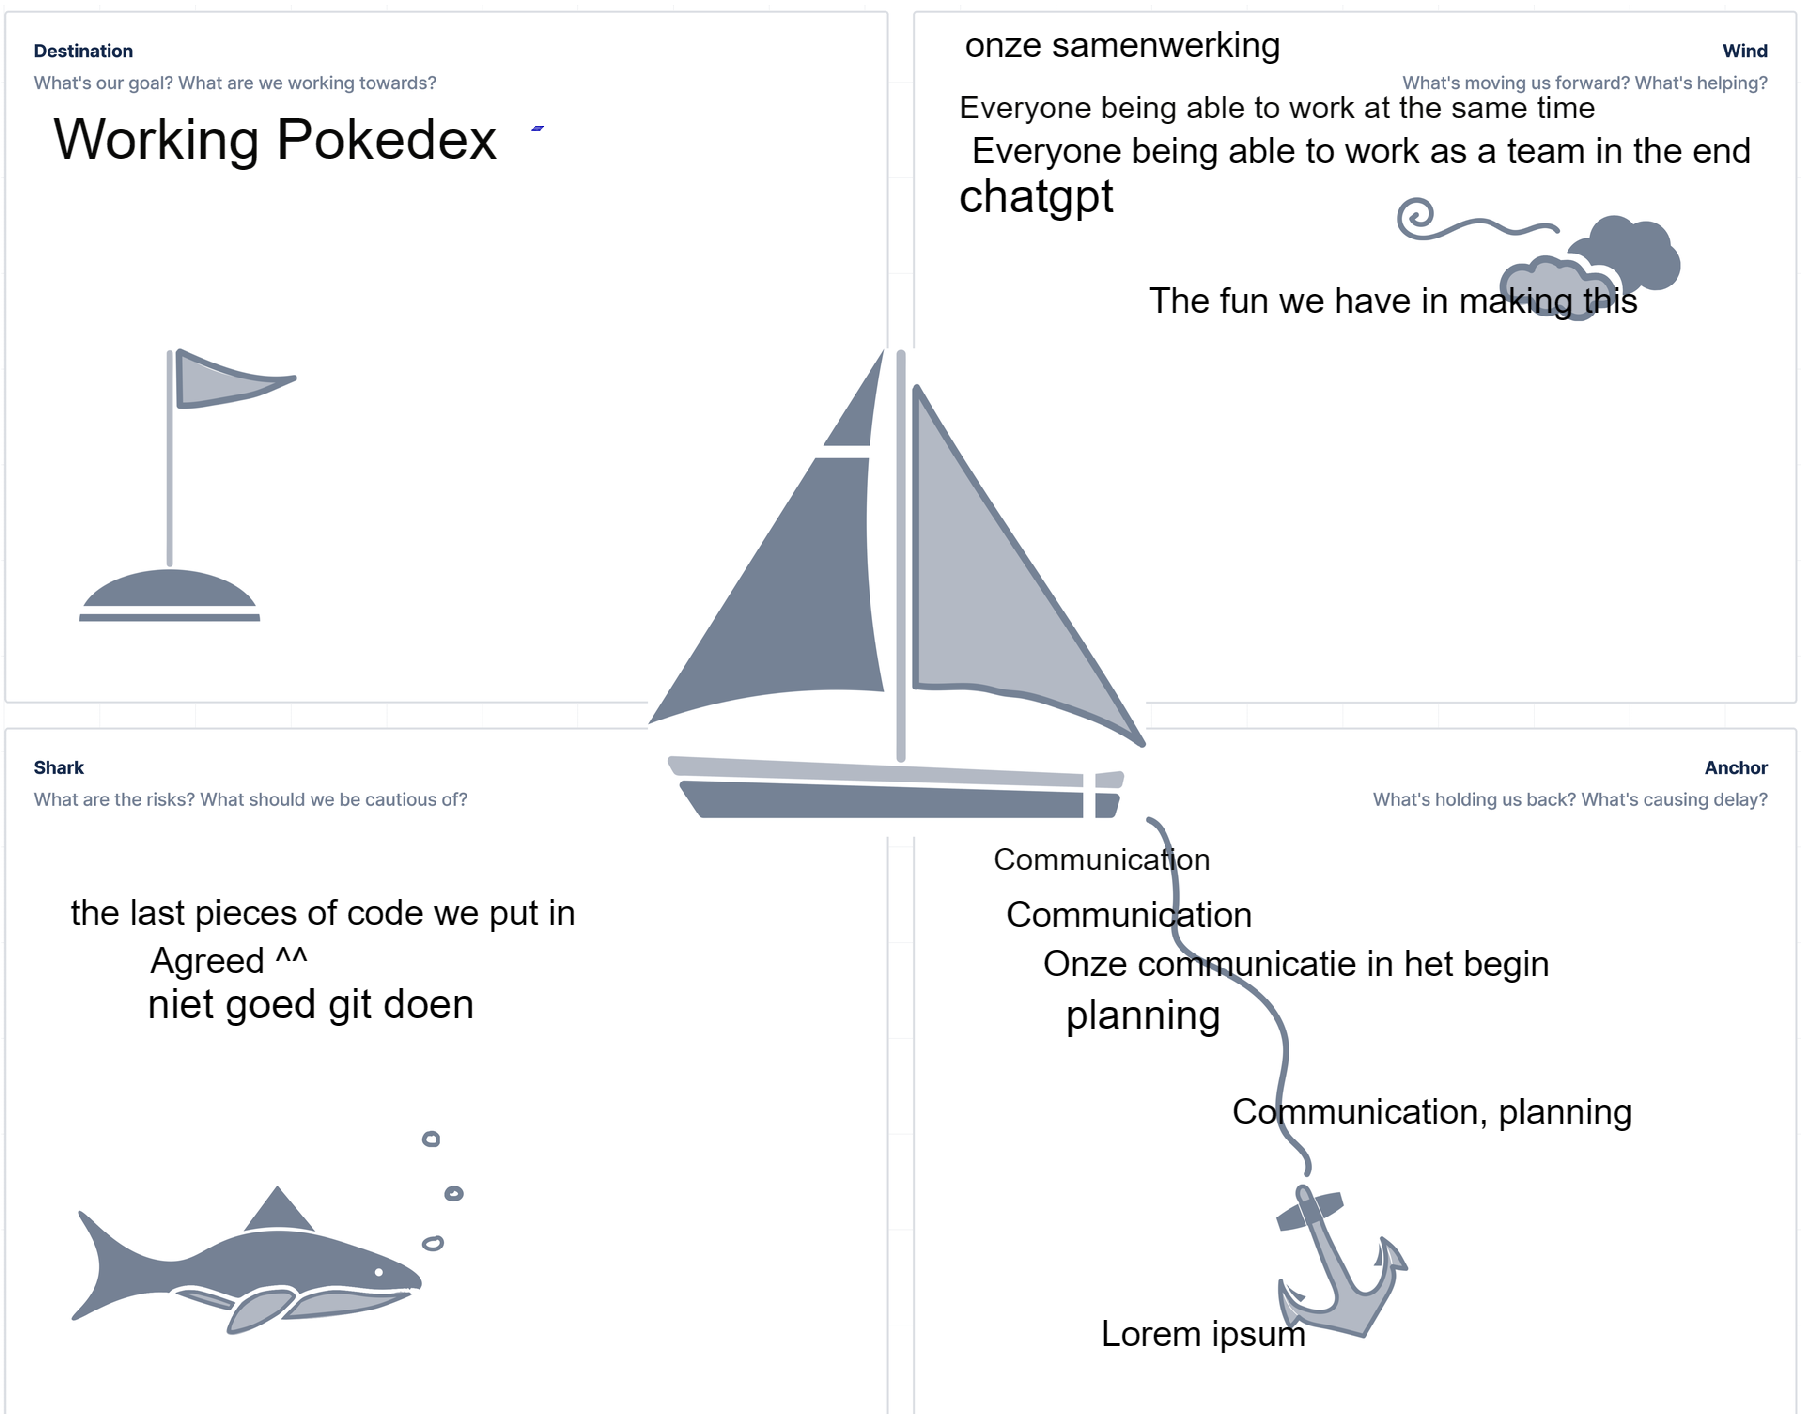 Destination
What's our goal? What are we working towards?
Working Pokedex
onze samenwerking
Wind
What's moving us forward? What's helping?
Everyone being able to work at the same time
Everyone being able to work as a team in the end
chatgpt
The fun we have in making this
Shark
What are the risks? What should we be cautious of?
the last pieces of code we put in
Agreed ^^
niet goed git doen
Anchor
What's holding us back? What's causing delay?
Communication
Communication
Onze communicatie in het begin
planning
Communication, planning
Lorem ipsum